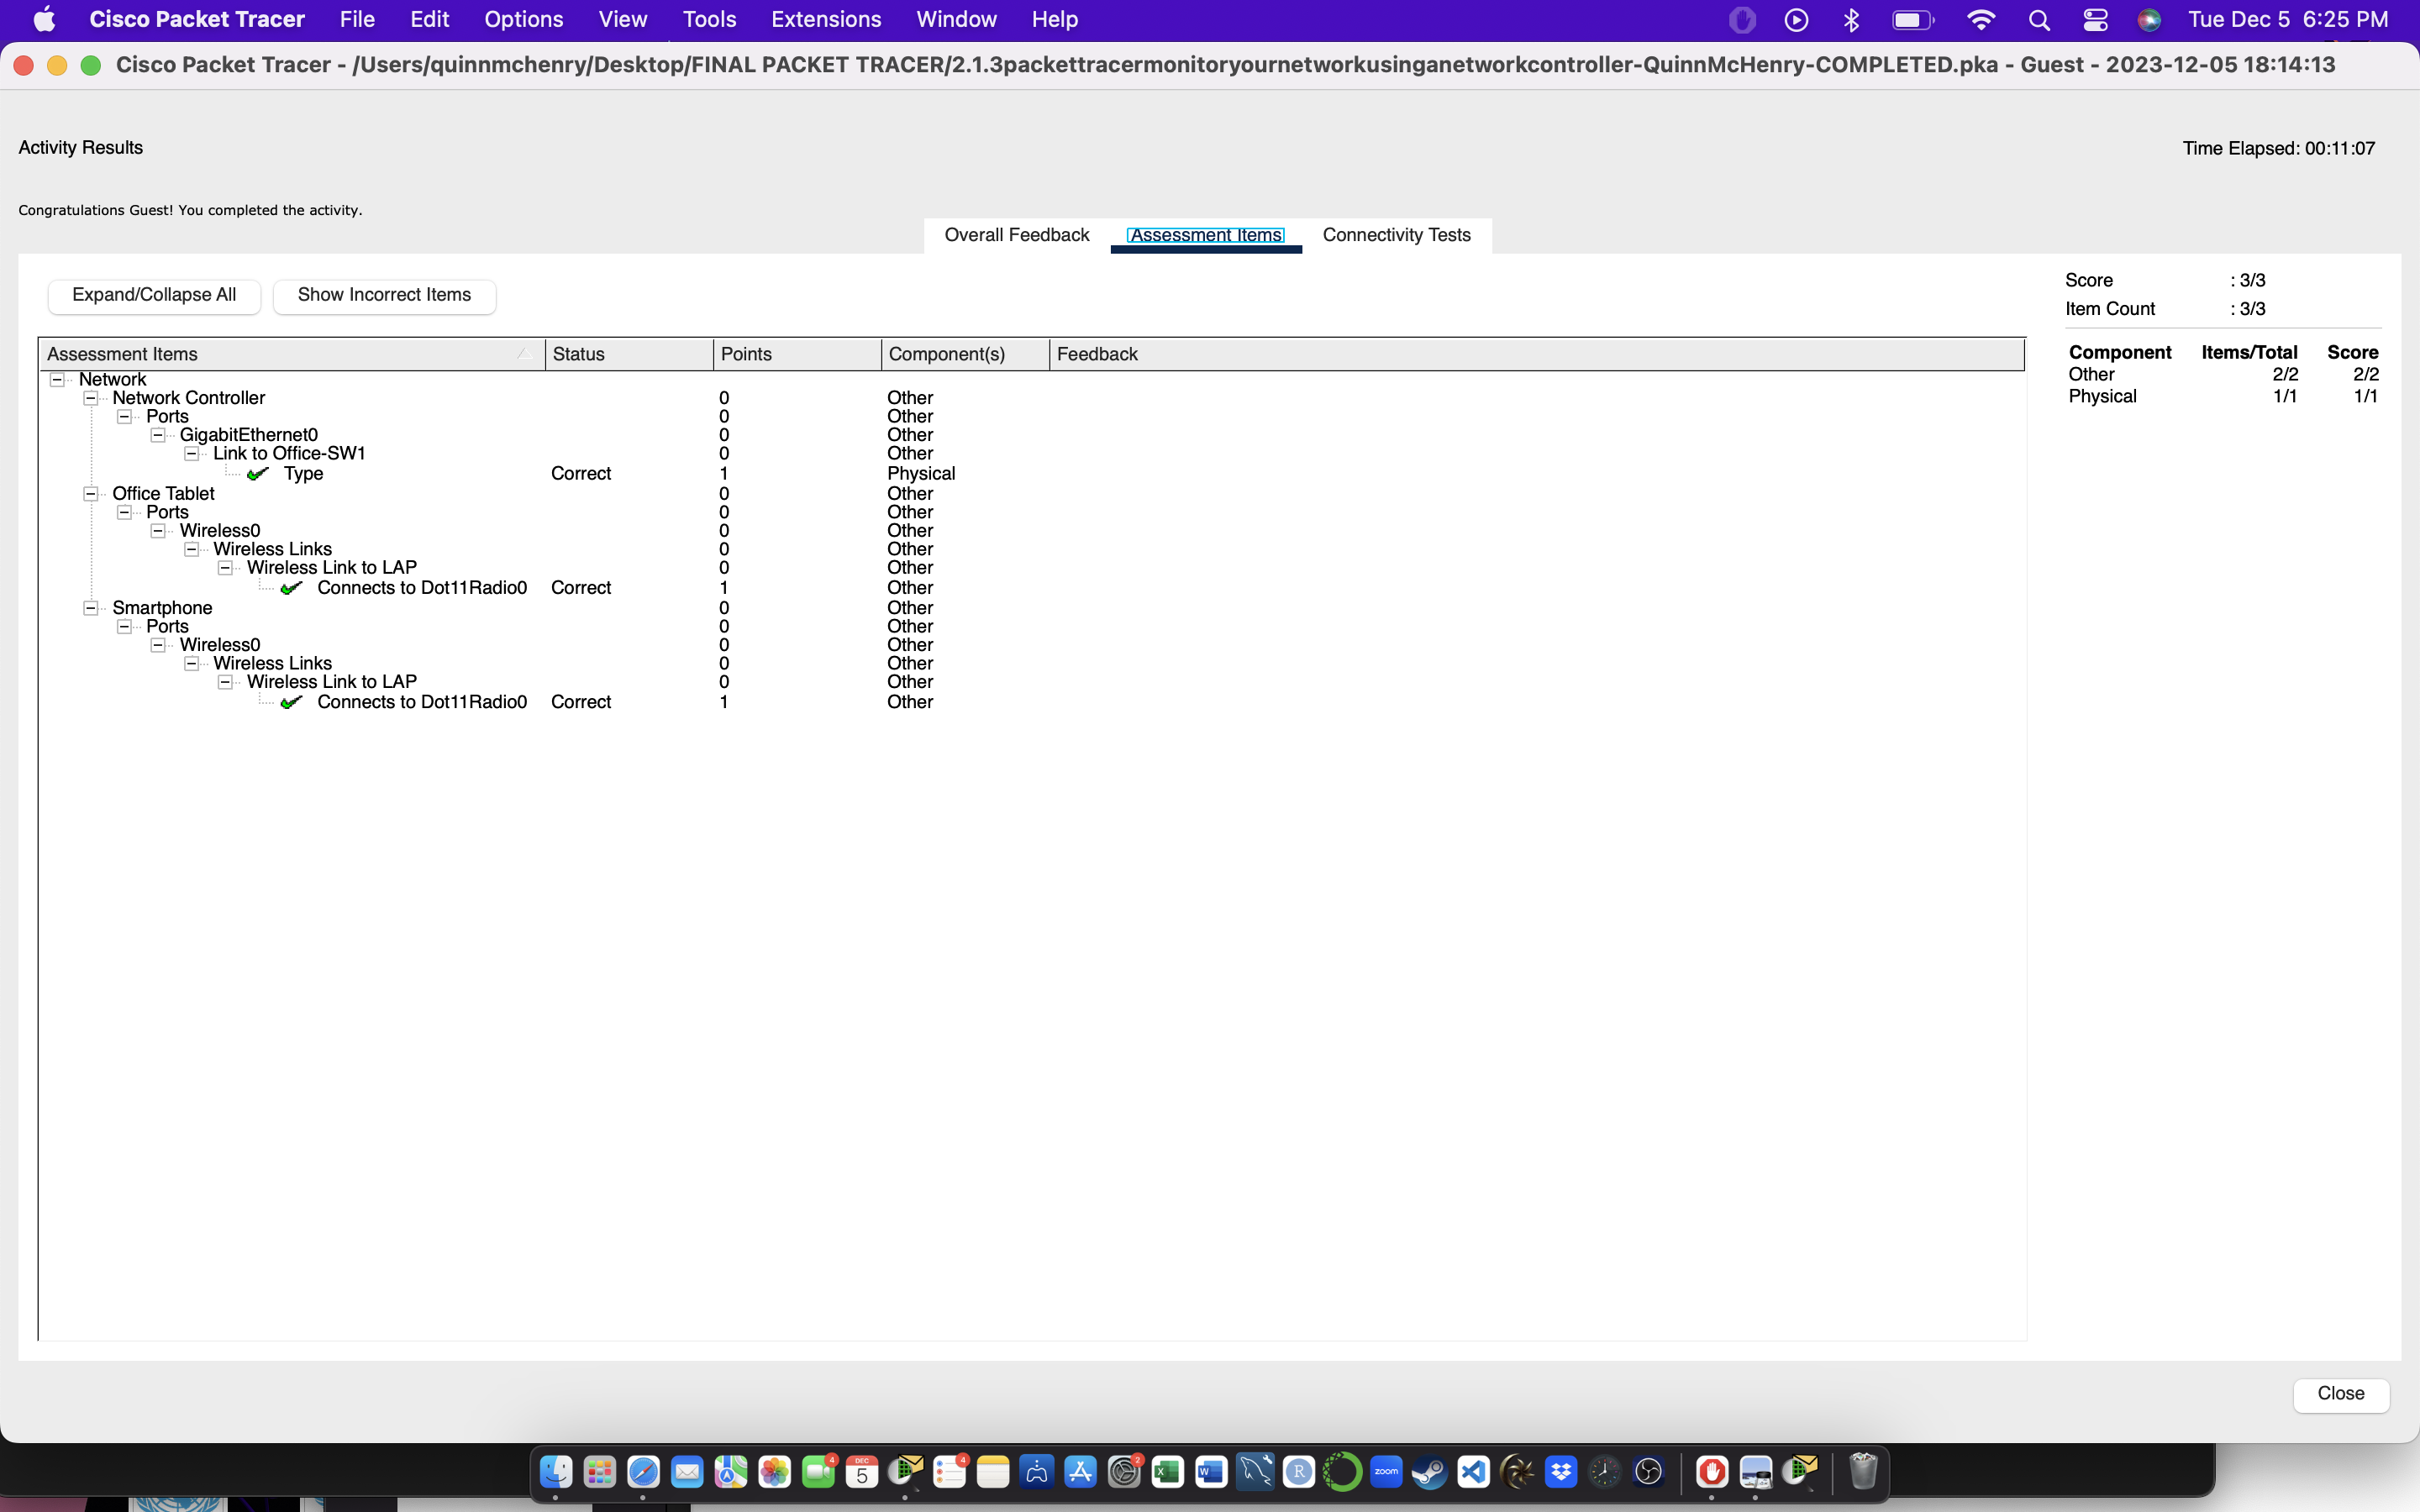 Cisco Packet Tracer File Edit Options View Tools Extensions Window Help Tue Dec 5 6:25 PM
Cisco Packet Tracer - /Users/quinnmchenry/Desktop/FINAL PACKET TRACER/2.1.3packettracermonitoryournetworkusinganetworkcontroller-QuinnMcHenry-COMPLETED.pka - Guest - 2023-12-05 18:14:13
Activity Results Time Elapsed: 00:11:07
Congratulations Guest! You completed the activity.
Overall Feedback Assessment Items Connectivity Tests
Expand/Collapse All Show Incorrect Items
Score : 3/3
Item Count : 3/3
Component Items/Total Score
Other 2/2 2/2
Physical 1/1 1/1
Assessment Items Status Points Component(s) Feedback
Network
Network Controller 0 Other
Ports 0 Other
GigabitEthernet0 0 Other
Link to Office-SW1 0 Other
Type Correct 1 Physical
Office Tablet 0 Other
Ports 0 Other
Wireless0 0 Other
Wireless Links 0 Other
Wireless Link to LAP 0 Other
Connects to Dot11Radio0 Correct 1 Other
Smartphone 0 Other
Ports 0 Other
Wireless0 0 Other
Wireless Links 0 Other
Wireless Link to LAP 0 Other
Connects to Dot11Radio0 Correct 1 Other
Close
4 DEC 5 4 2 X W R zoom